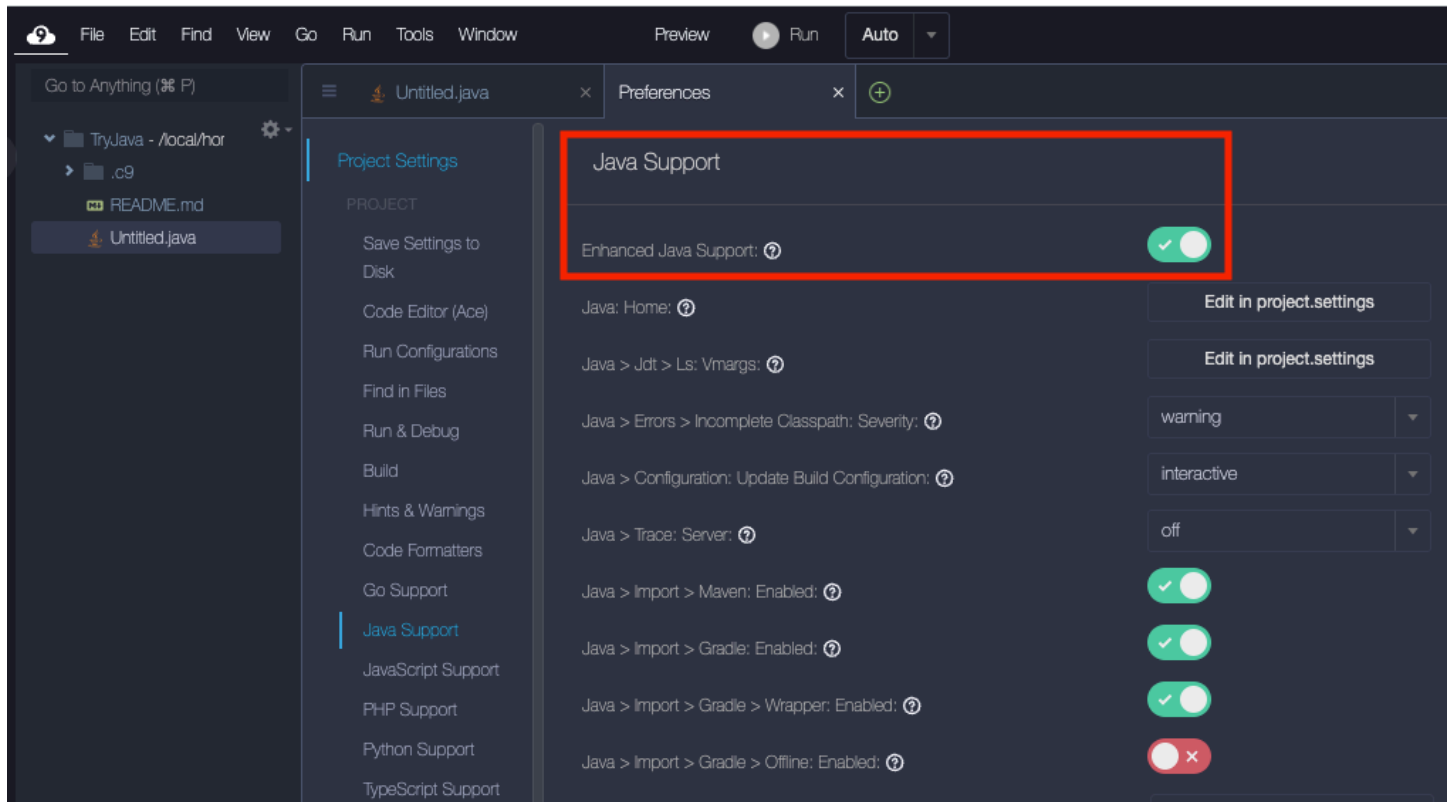 9 File Edit Find View Go Run Tools Window Preview Run Auto
Go to Anything (⌘ P)
Untitled.java
Preferences
TryJava - /local/hor
.c9
README.md
Untitled.java
Project Settings
PROJECT
Save Settings to
Disk
Code Editor (Ace)
Run Configurations
Find in Files
Run & Debug
Build
Hints & Warnings
Code Formatters
Go Support
Java Support
JavaScript Support
PHP Support
Python Support
TypeScript Support
Java Support
Enhanced Java Support:
Java: Home: Edit in project.settings
Java > Jdt > Ls: Vmargs: Edit in project.settings
Java > Errors > Incomplete Classpath: Severity: warning
Java > Configuration: Update Build Configuration: interactive
Java > Trace: Server: off
Java > Import > Maven: Enabled:
Java > Import > Gradle: Enabled:
Java > Import > Gradle > Wrapper: Enabled:
Java > Import > Gradle > Offline: Enabled: